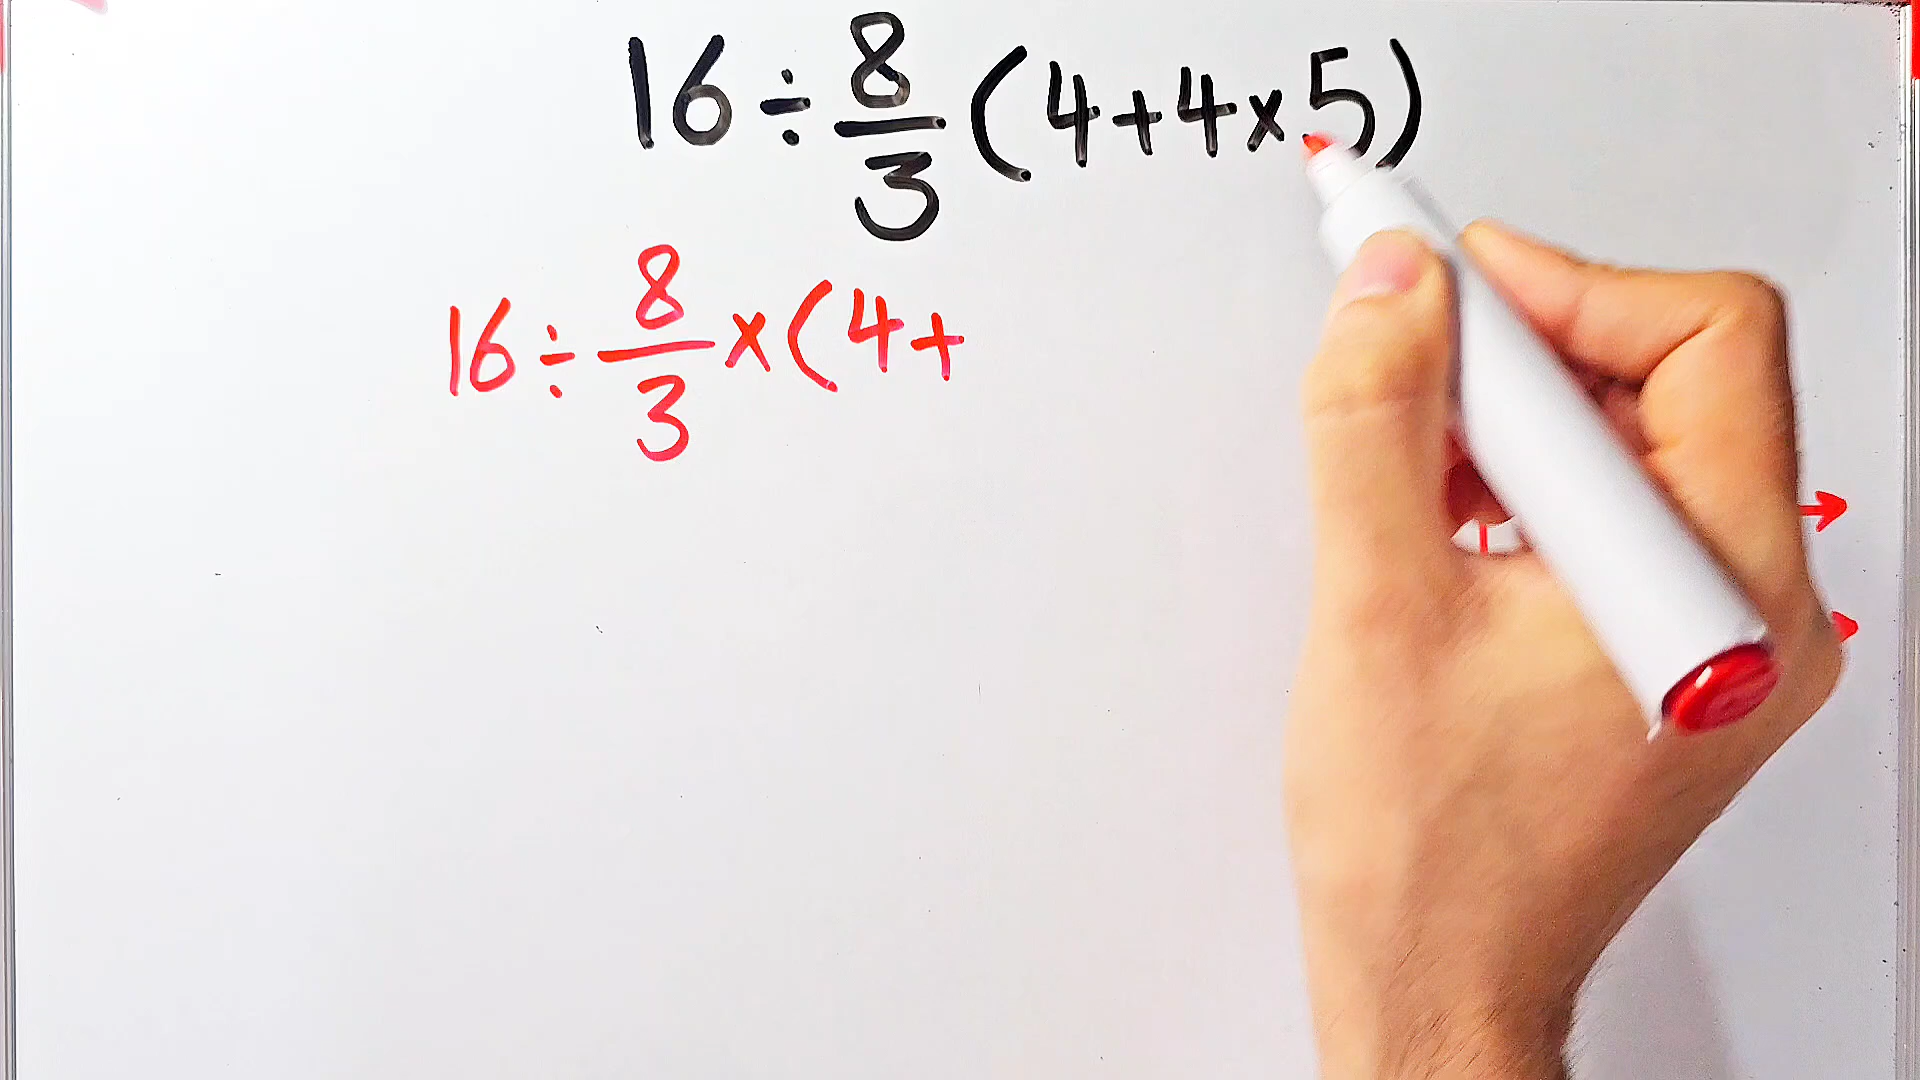 16 ÷ 8/3 (4+4×5)
16 ÷ 8/3 × (4+